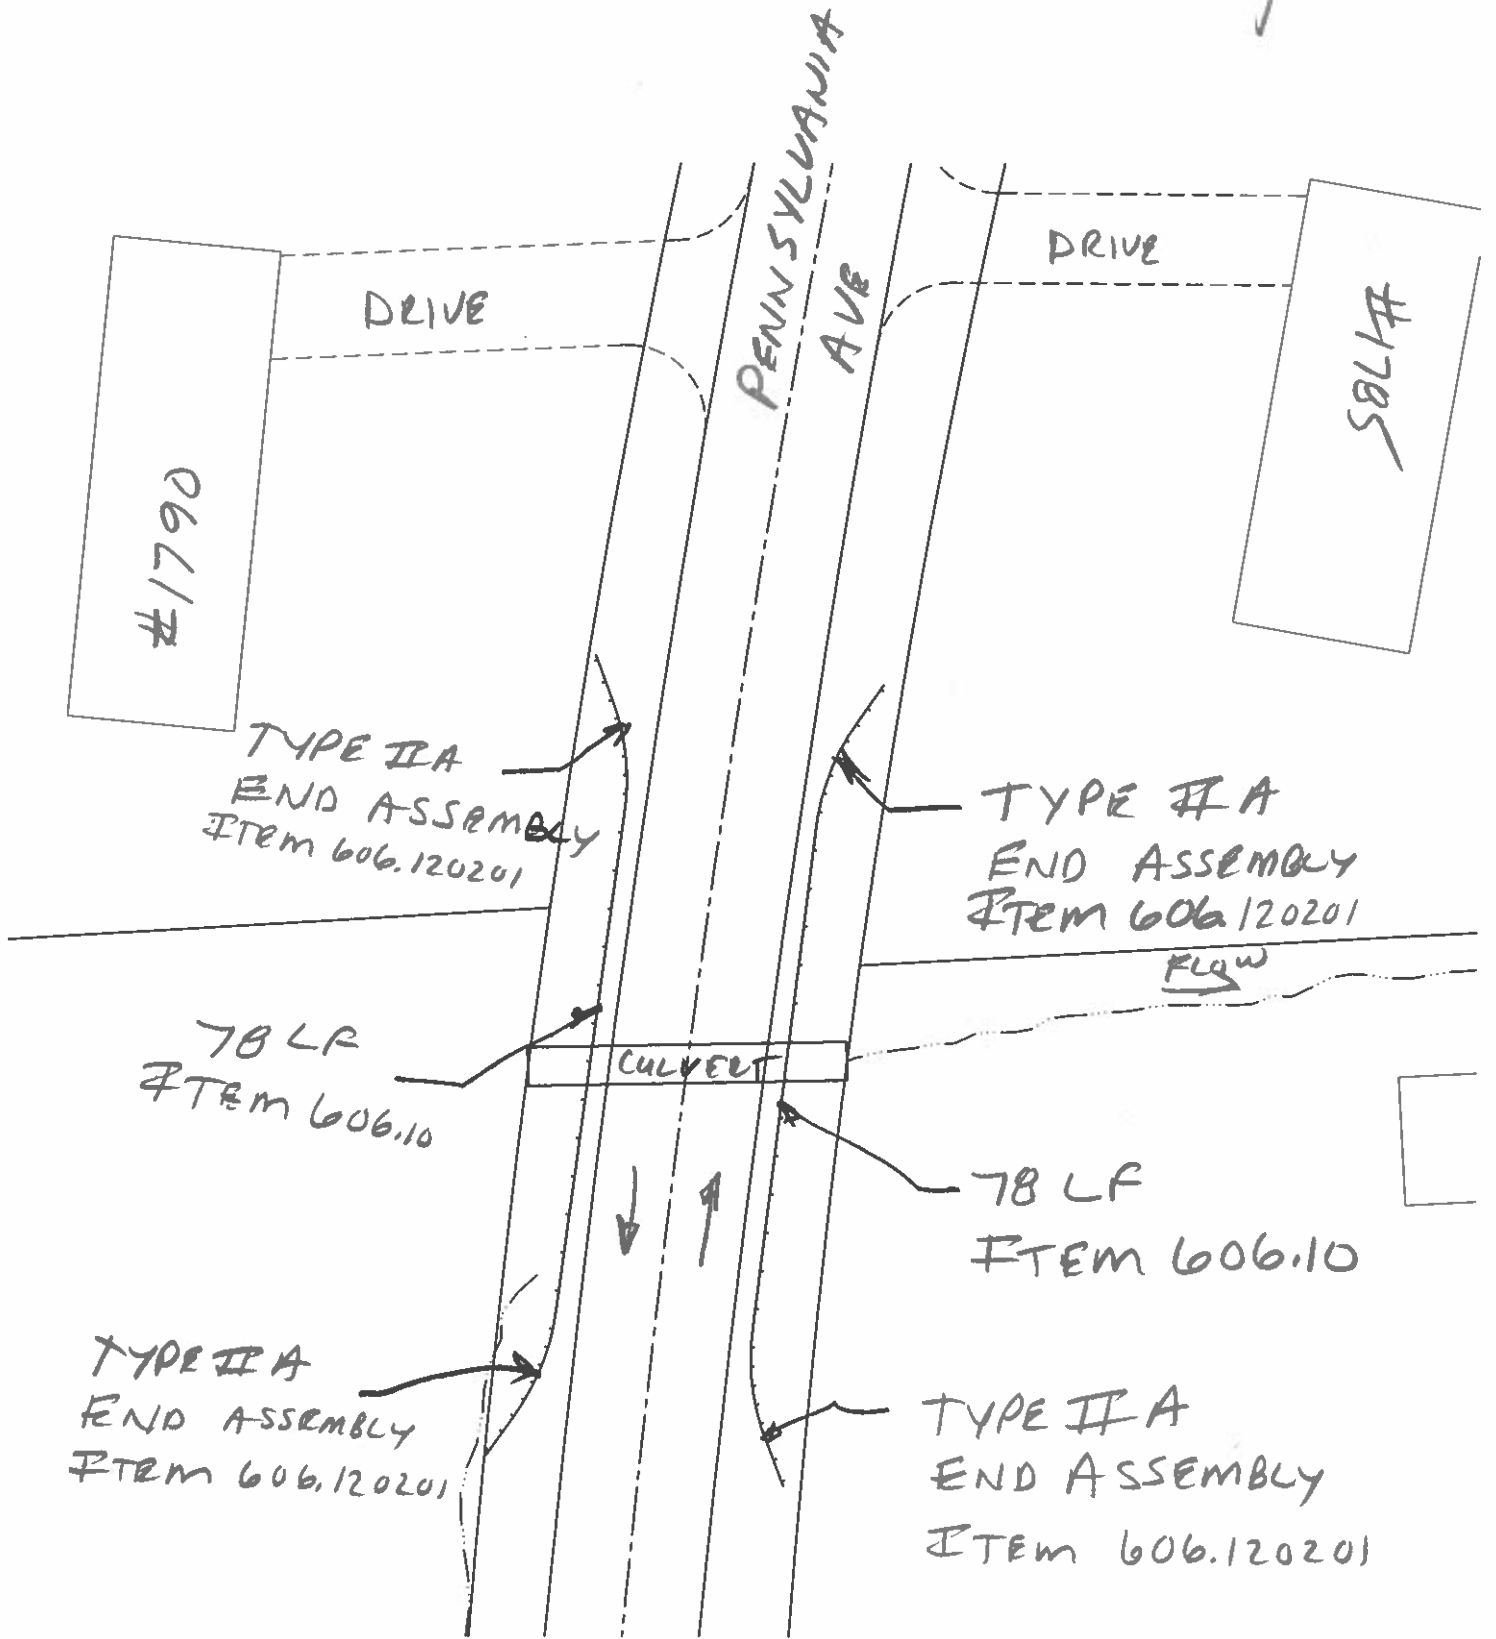 PENNSYLVANIA
AVE
DRIVE
DRIVE
#1790
#1785
TYPE II A
END ASSEMBLY
ITEM 606.120201
TYPE II A
END ASSEMBLY
ITEM 606.120201
FLOW
78 LF
ITEM 606.10
CULVERT
78 LF
ITEM 606.10
TYPE II A
END ASSEMBLY
ITEM 606.120201
TYPE II A
END ASSEMBLY
ITEM 606.120201